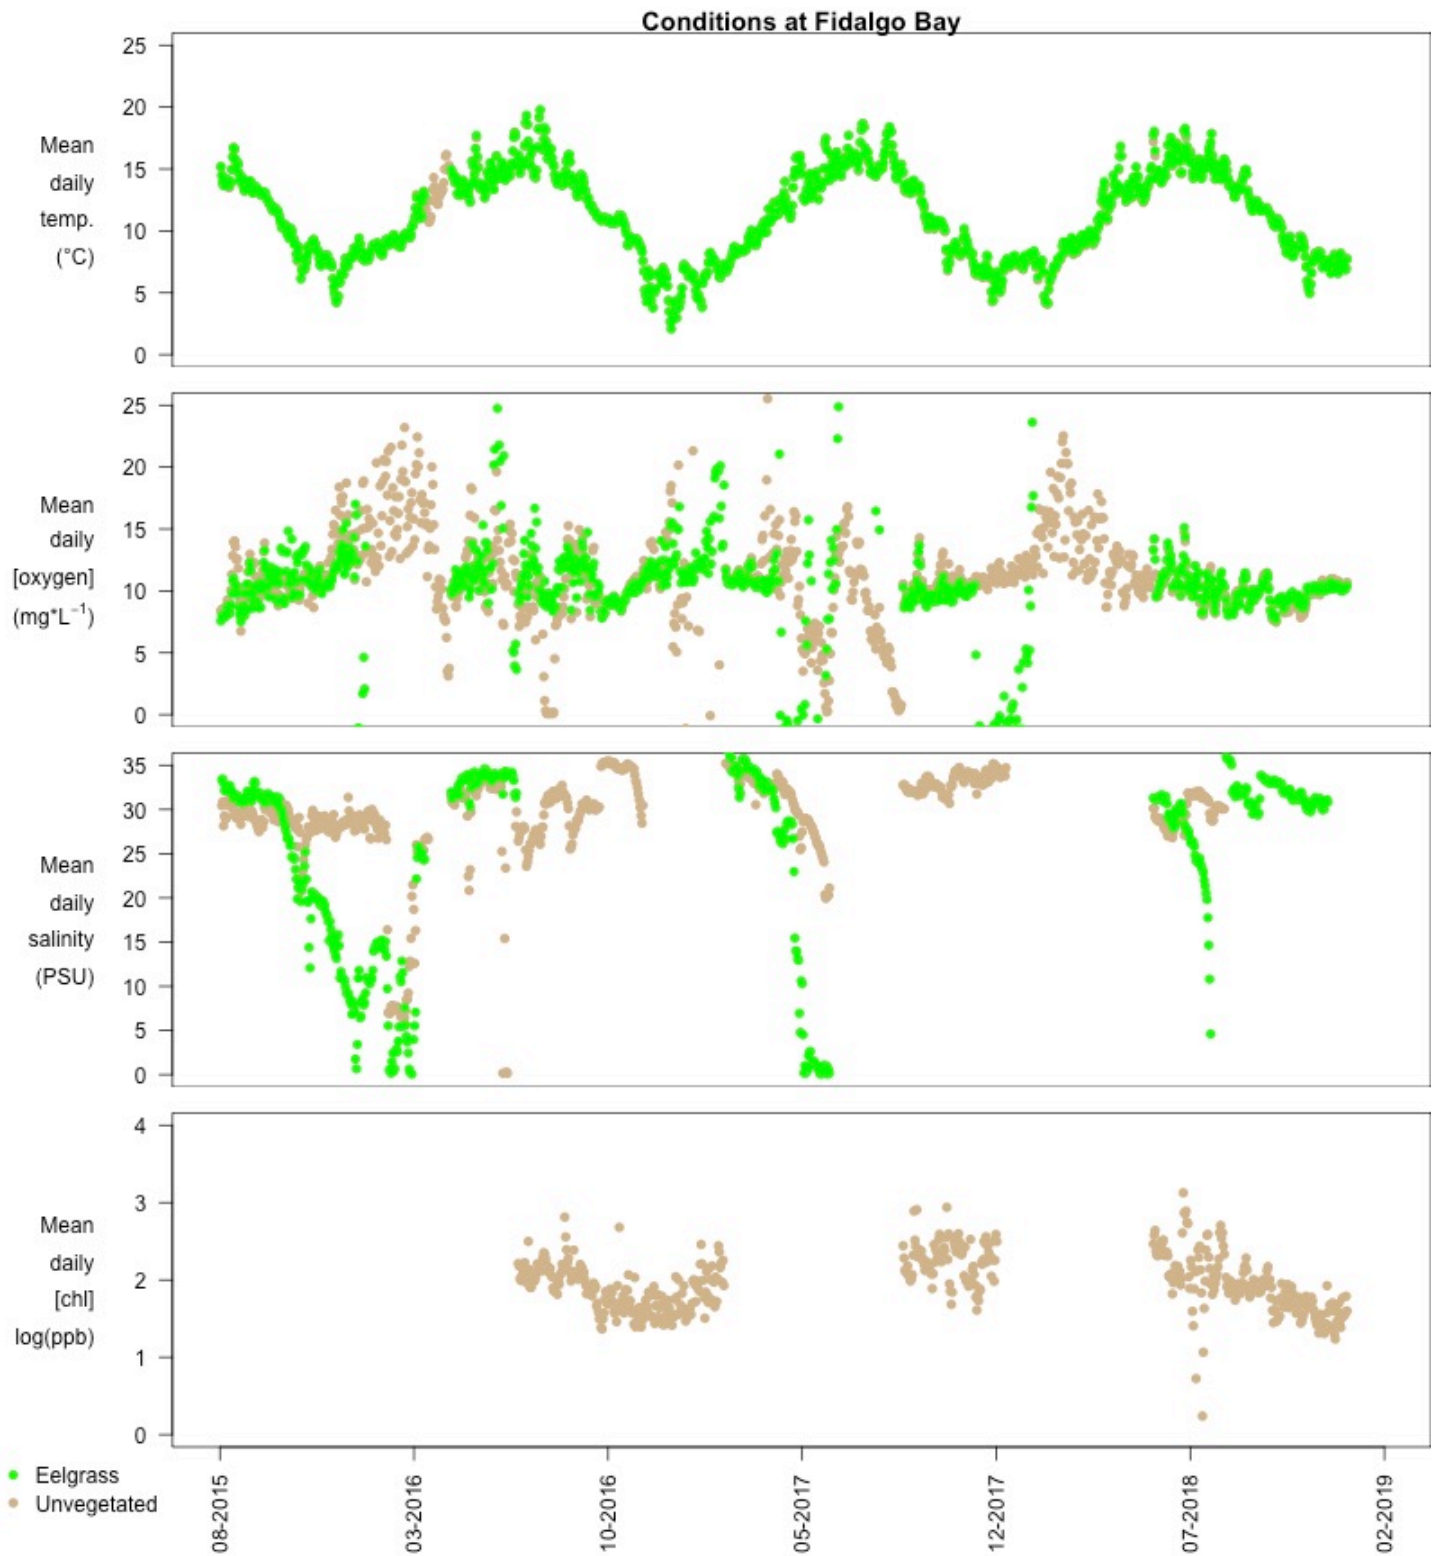 Conditions at Fidalgo Bay
25
20
15
10
5
0
Mean
daily
temp.
(°C)
25
20
15
10
5
0
Mean
daily
[oxygen]
(mg*L⁻¹)
35
30
25
20
15
10
5
0
Mean
daily
salinity
(PSU)
4
3
2
1
0
Mean
daily
[chl]
log(ppb)
Eelgrass
Unvegetated
08-2015
03-2016
10-2016
05-2017
12-2017
07-2018
02-2019